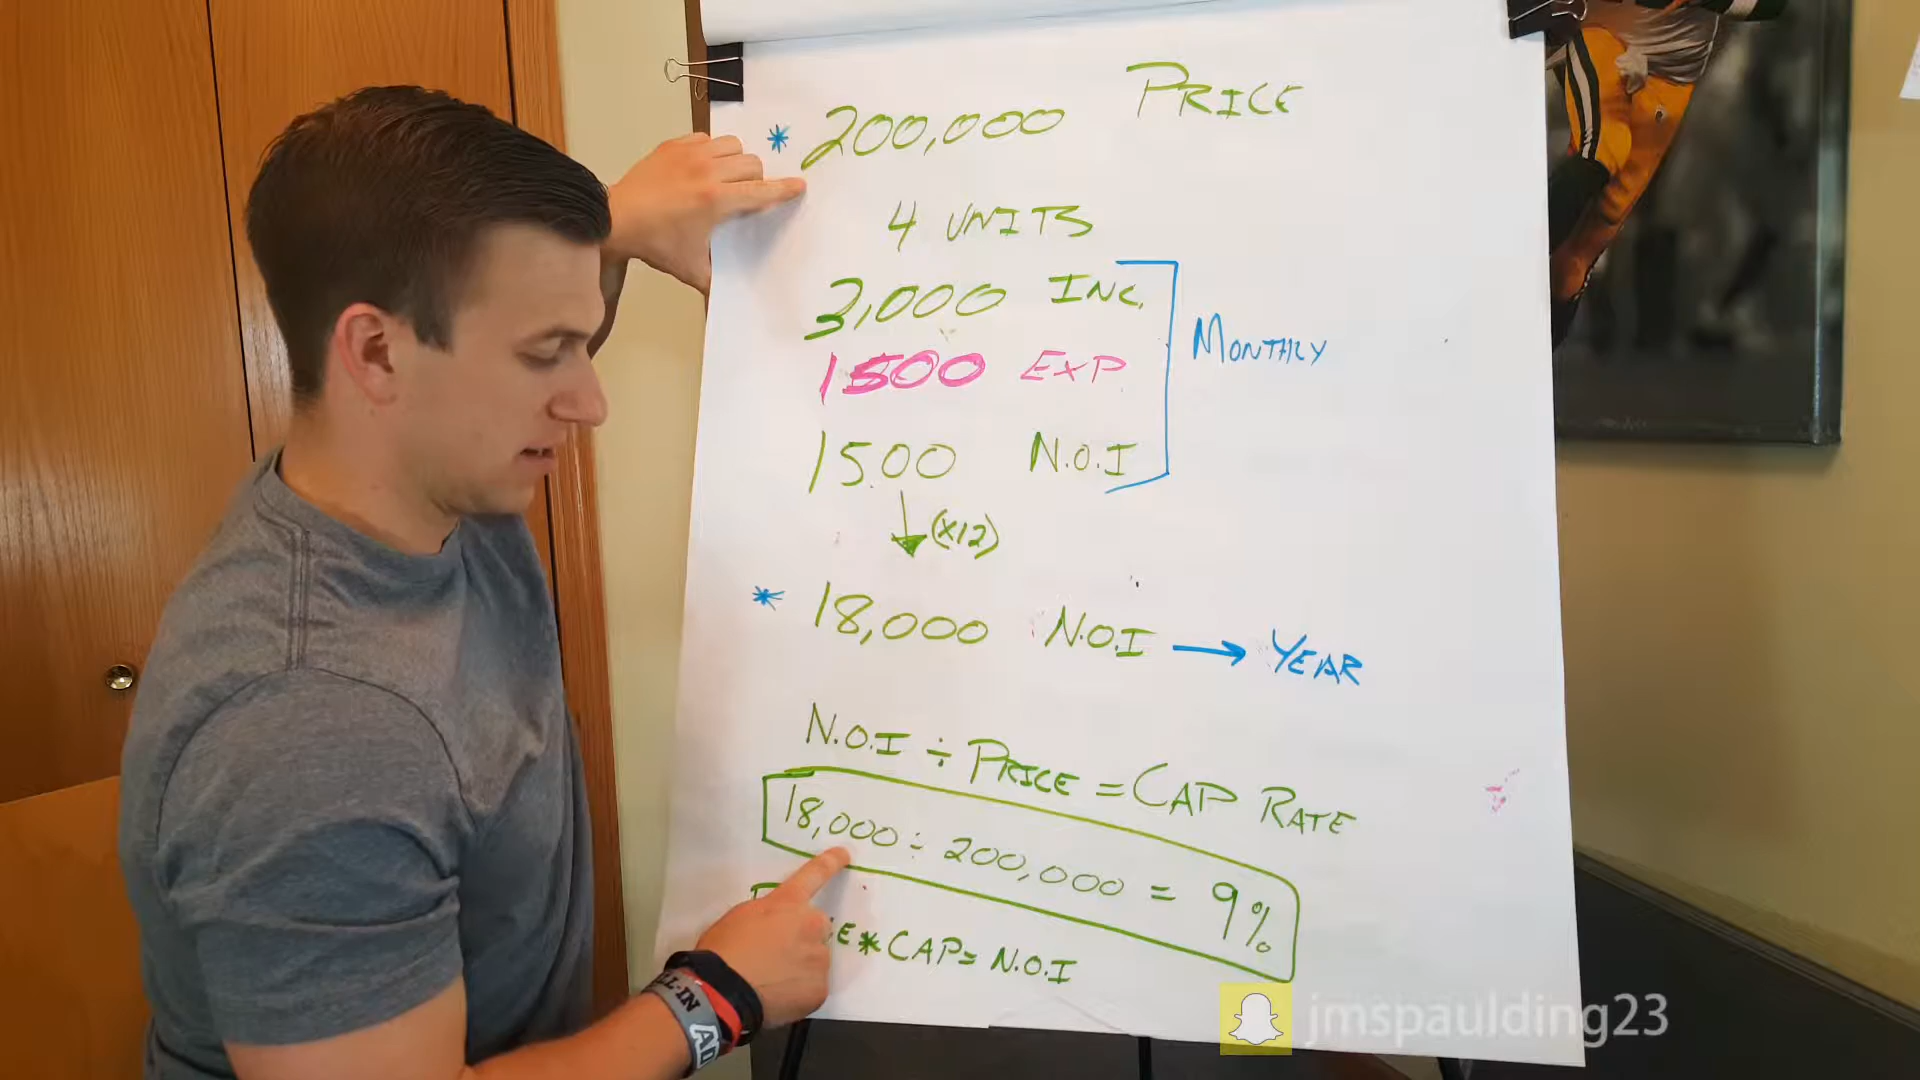 PRICE
* 200,000
4 UNITS
3,000 INC.
1500 EXP
MONTHLY
1500 N.O.I
(x12)
* 18,000 N.O.I → YEAR
N.O.I ÷ PRICE = CAP RATE
18,000 ÷ 200,000 = 9%
* CAP = N.O.I
jmspaulding23